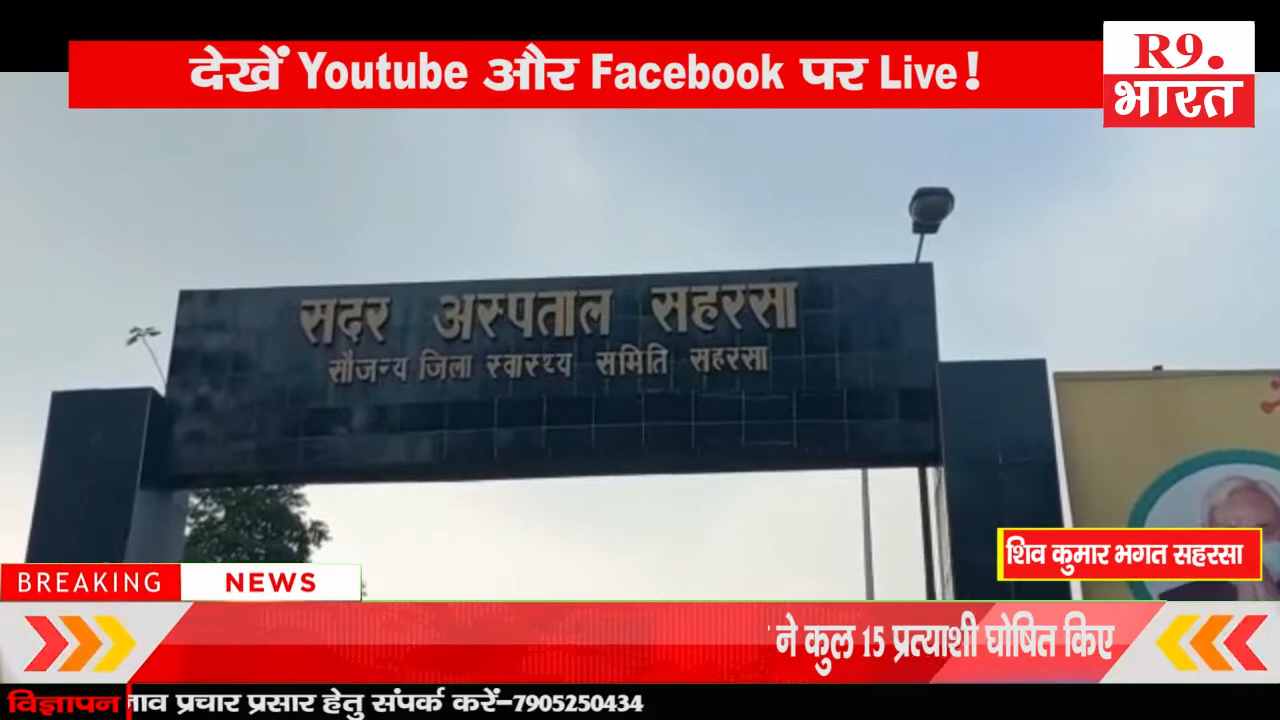 देखें Youtube और Facebook पर Live!
R9.
भारत
सदर अस्पताल सहरसा
सौजन्य जिला स्वास्थ्य समिति सहरसा
शिव कुमार भगत सहरसा
BREAKING NEWS
ने कुल 15 प्रत्याशी घोषित किए
विज्ञापन प्रचार प्रसार हेतु संपर्क करें-7905250434